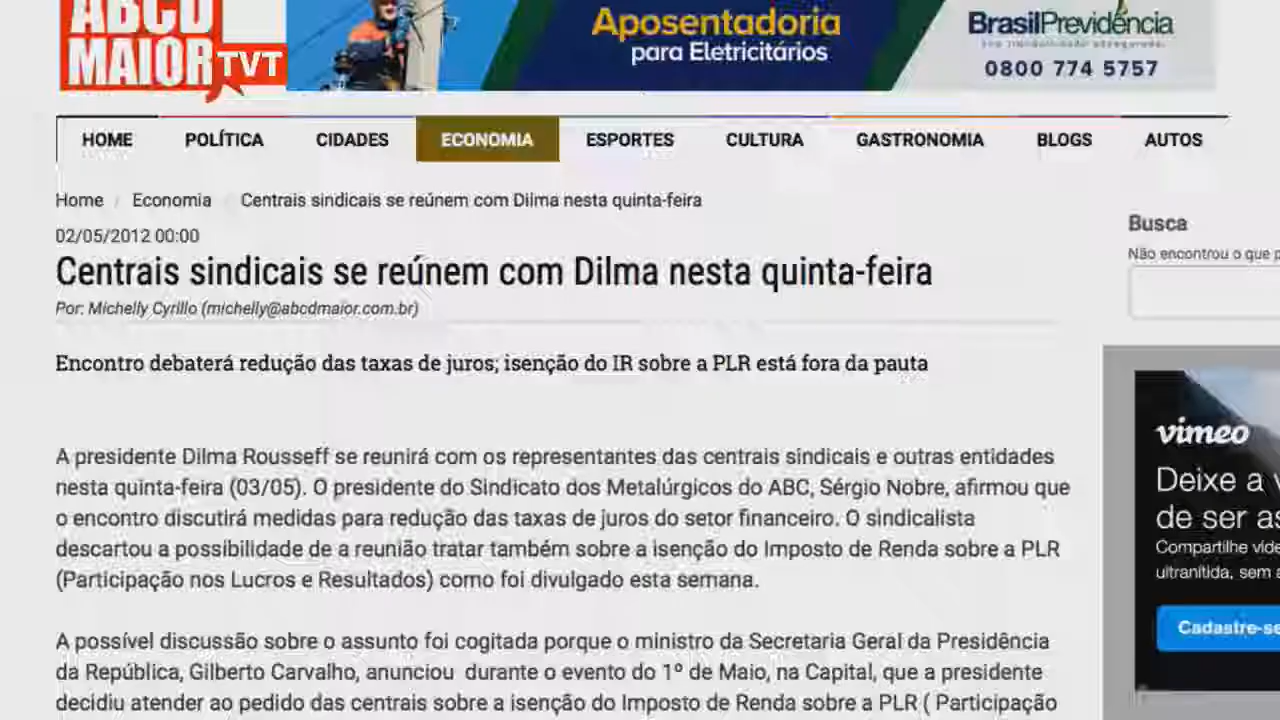 ABCD
MAIOR TVT
Aposentadoria
para Eletricitários
BrasilPrevidência
0800 774 5757
HOME POLÍTICA CIDADES ECONOMIA ESPORTES CULTURA GASTRONOMIA BLOGS AUTOS
Home / Economia / Centrais sindicais se reúnem com Dilma nesta quinta-feira
02/05/2012 00:00
Centrais sindicais se reúnem com Dilma nesta quinta-feira
Por: Michelly Cyrillo (michelly@abcdmaior.com.br)
Encontro debaterá redução das taxas de juros; isenção do IR sobre a PLR está fora da pauta
A presidente Dilma Rousseff se reunirá com os representantes das centrais sindicais e outras entidades
nesta quinta-feira (03/05). O presidente do Sindicato dos Metalúrgicos do ABC, Sérgio Nobre, afirmou que
o encontro discutirá medidas para redução das taxas de juros do setor financeiro. O sindicalista
descartou a possibilidade de a reunião tratar também sobre a isenção do Imposto de Renda sobre a PLR
(Participação nos Lucros e Resultados) como foi divulgado esta semana.
A possível discussão sobre o assunto foi cogitada porque o ministro da Secretaria Geral da Presidência
da República, Gilberto Carvalho, anunciou durante o evento do 1º de Maio, na Capital, que a presidente
decidiu atender ao pedido das centrais sobre a isenção do Imposto de Renda sobre a PLR ( Participação
Busca
Não encontrou o que p
vimeo
Deixe a v
de ser as
Compartilhe víde
ultranítida, sem a
Cadastre-se